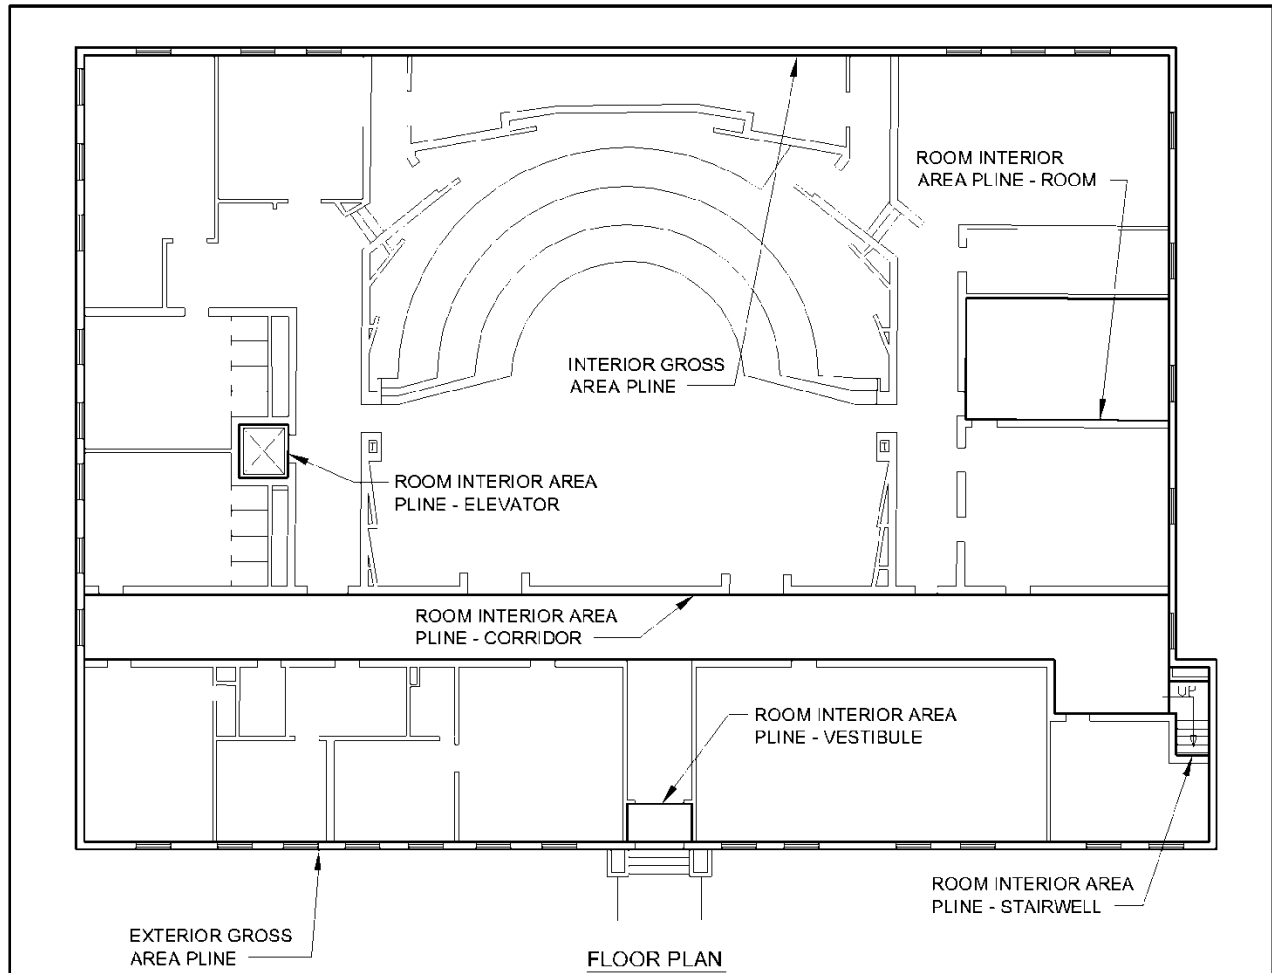 ROOM INTERIOR
AREA PLINE - ROOM
INTERIOR GROSS
AREA PLINE
ROOM INTERIOR AREA
PLINE - ELEVATOR
ROOM INTERIOR AREA
PLINE - CORRIDOR
UP
ROOM INTERIOR AREA
PLINE - VESTIBULE
ROOM INTERIOR AREA
PLINE - STAIRWELL
EXTERIOR GROSS
AREA PLINE
FLOOR PLAN